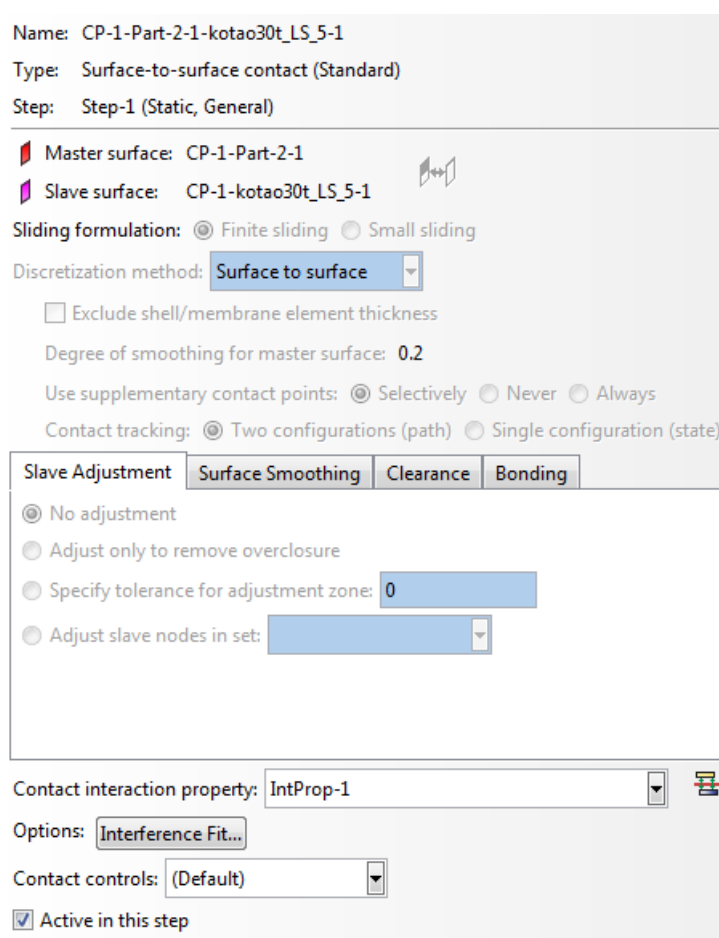 Name: CP-1-Part-2-1-kotao30t_LS_5-1
Type: Surface-to-surface contact (Standard)
Step: Step-1 (Static, General)
Master surface: CP-1-Part-2-1
Slave surface: CP-1-kotao30t_LS_5-1
Sliding formulation: Finite sliding Small sliding
Discretization method: Surface to surface
Exclude shell/membrane element thickness
Degree of smoothing for master surface: 0.2
Use supplementary contact points: Selectively Never Always
Contact tracking: Two configurations (path) Single configuration (state)
Slave Adjustment Surface Smoothing Clearance Bonding
No adjustment
Adjust only to remove overclosure
Specify tolerance for adjustment zone: 0
Adjust slave nodes in set:
Contact interaction property: IntProp-1
Options: Interference Fit...
Contact controls: (Default)
Active in this step